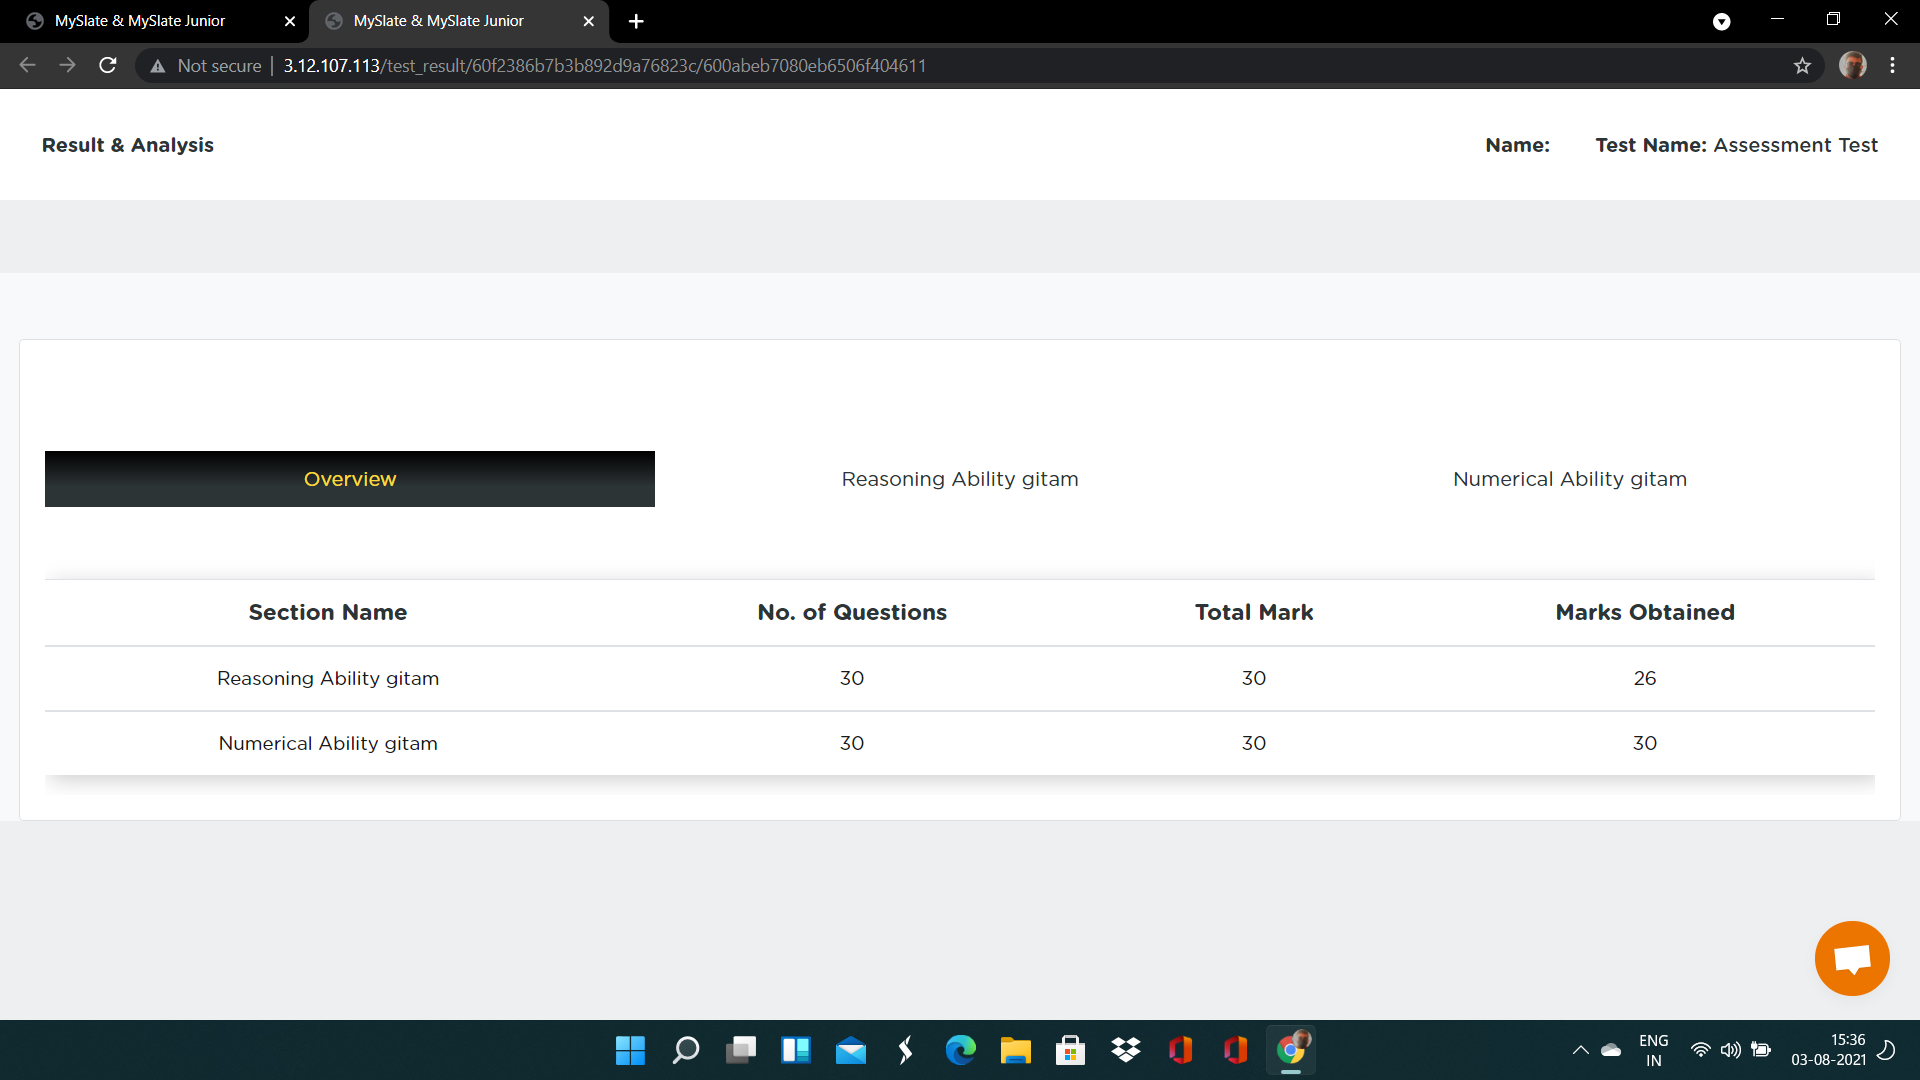 MySlate & MySlate Junior
MySlate & MySlate Junior
Not secure | 3.12.107.113/test_result/60f2386b7b3b892d9a76823c/600abeb7080eb6506f404611
Result & Analysis
Name: Test Name: Assessment Test
Overview Reasoning Ability gitam Numerical Ability gitam
Section Name No. of Questions Total Mark Marks Obtained
Reasoning Ability gitam 30 30 26
Numerical Ability gitam 30 30 30
ENG 15:36
IN 03-08-2021